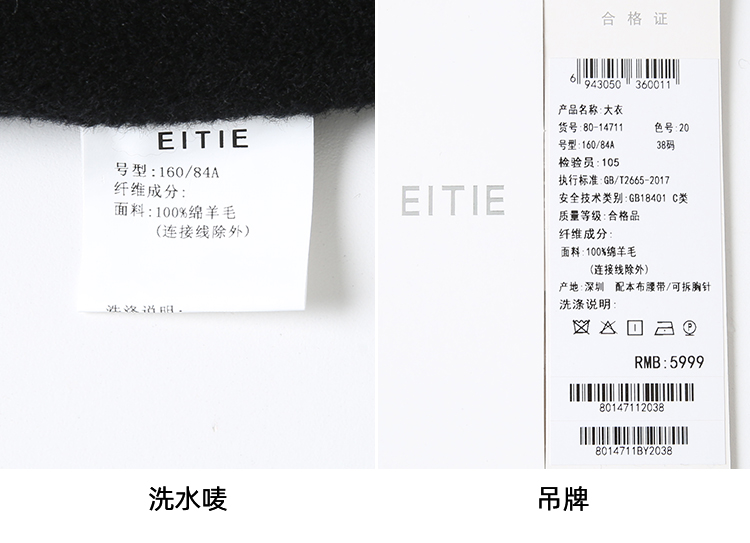 EITIE
号型:160/84A
纤维成分:
面料:100%绵羊毛
(连接线除外)
洗涤说明:
EITIE
合格证
6 943050 360011
产品名称:大衣
货号:80-14711 色号:20
号型:160/84A 38码
检验员:105
执行标准:GB/T2665-2017
安全技术类别:GB18401 C类
质量等级:合格品
纤维成分:
面料:100%绵羊毛
(连接线除外)
产地:深圳 配本布腰带/可拆胸针
洗涤说明:
RMB:5999
80147112038
8014711BY2038
洗水唛
吊牌